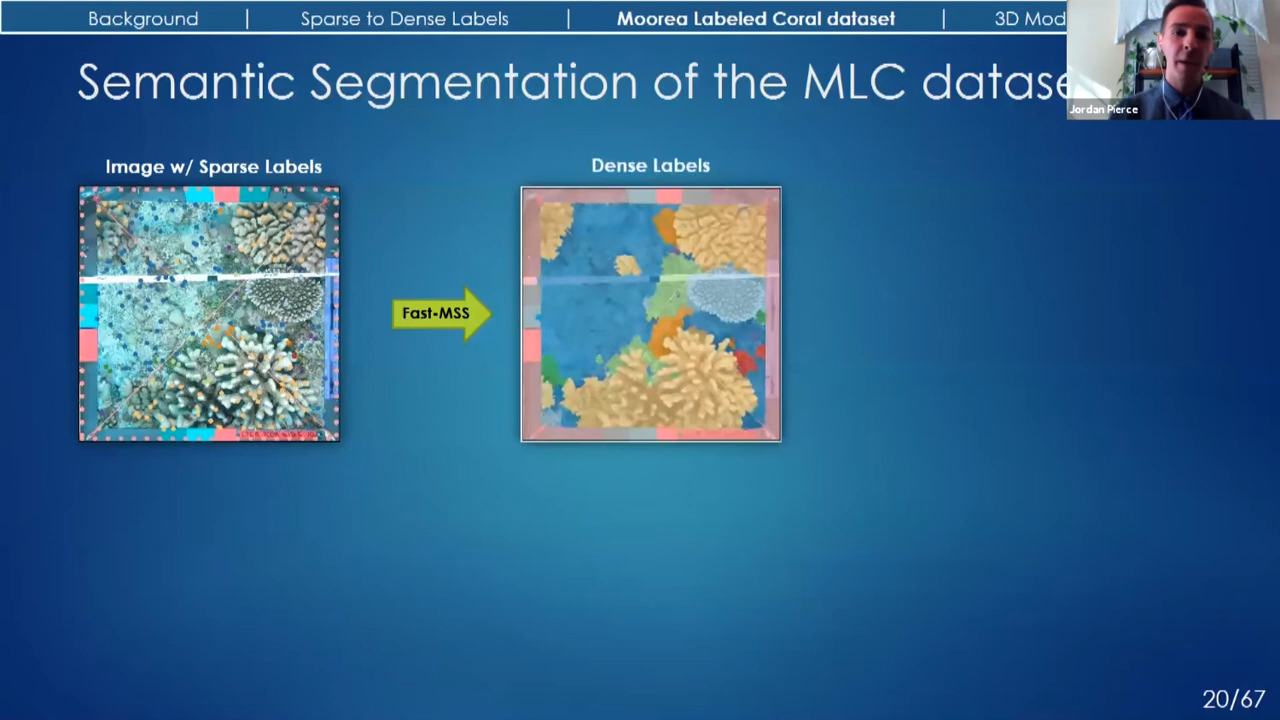 Background | Sparse to Dense Labels | Moorea Labeled Coral dataset | 3D Mod
Jordan Pierce
Semantic Segmentation of the MLC datase
Image w/ Sparse Labels
Dense Labels
Fast-MSS
20/67